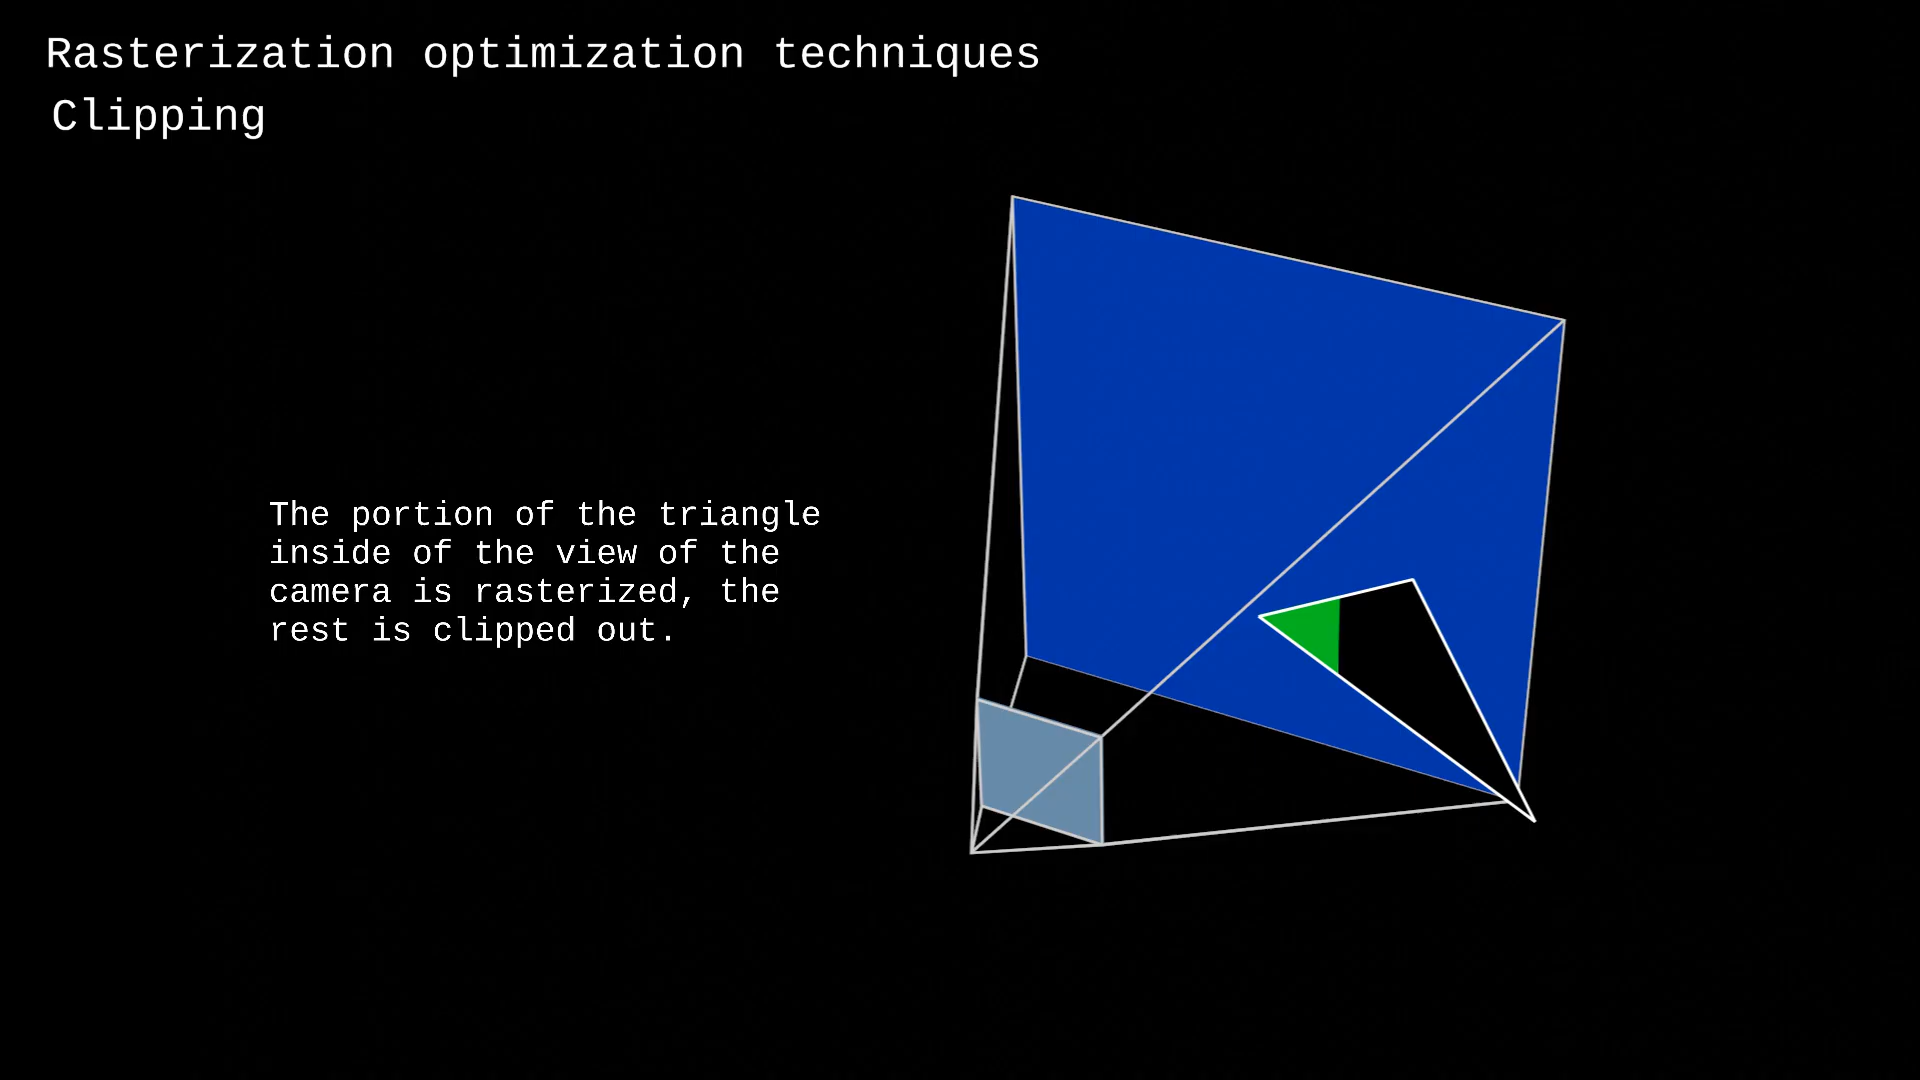 Rasterization optimization techniques
Clipping
The portion of the triangle
inside of the view of the
camera is rasterized, the
rest is clipped out.